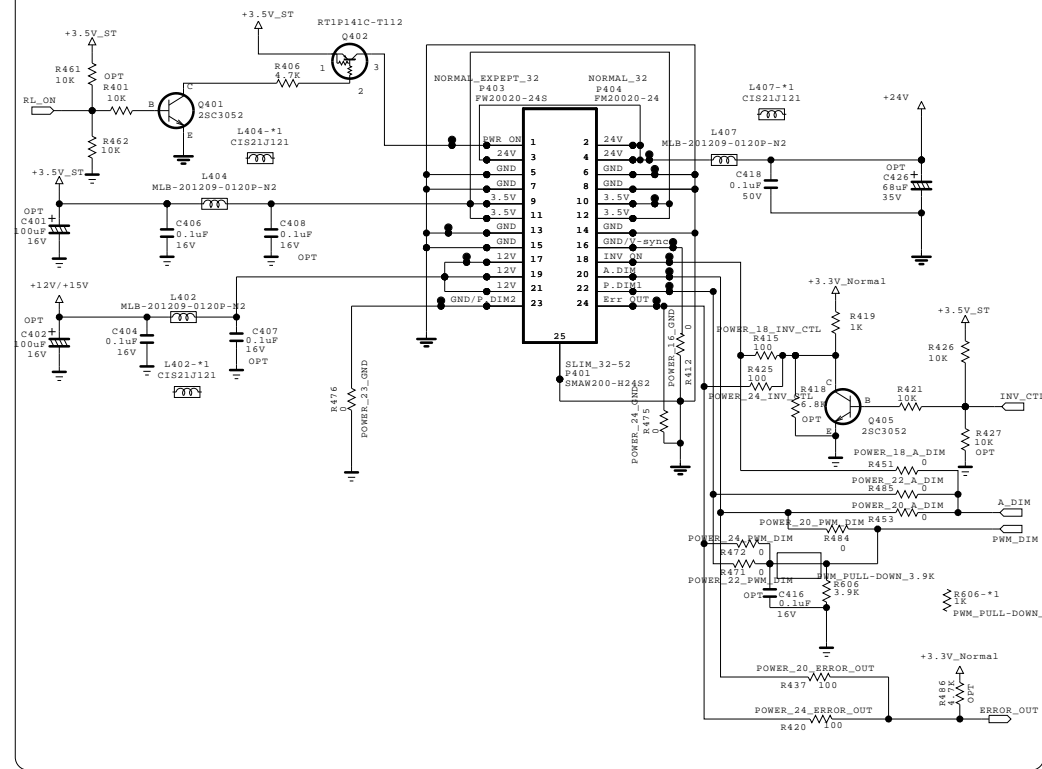 +3.5V_ST
RT1P141C-T112
Q402
+3.5V_ST
R461
10K
OPT
R401
10K
R406
4.7K
1
3
2
C
B
E
Q401
2SC3052
RL_ON
R462
10K
L404-*1
CIS21J121
+3.5V_ST
L404
MLB-201209-0120P-N2
OPT
C401
100uF
16V
C406
0.1uF
16V
C408
0.1uF
16V
OPT
+12V/+15V
L402
MLB-201209-0120P-N2
OPT
C402
100uF
16V
C404
0.1uF
16V
C407
0.1uF
16V
OPT
L402-*1
CIS21J121
NORMAL_EXPEPT_32
P403
FW20020-24S
NORMAL_32
P404
FM20020-24
PWR ON 1 2 24V
24V 3 4 24V
GND 5 6 GND
GND 7 8 GND
3.5V 9 10 3.5V
3.5V 11 12 3.5V
GND 13 14 GND
GND 15 16 GND/V-sync
12V 17 18 INV ON
12V 19 20 A.DIM
12V 21 22 P.DIM1
GND/P.DIM2 23 24 Err OUT
25
SLIM_32-52
P401
SMAW200-H24S2
R476
0
POWER_23_GND
POWER_24_GND
R475
0
POWER_16_GND
R412
0
L407-*1
CIS21J121
L407
MLB-201209-0120P-N2
+24V
C418
0.1uF
50V
OPT
C426
68uF
35V
+3.3V_Normal
R419
1K
+3.5V_ST
R426
10K
POWER_18_INV_CTL
R415
100
R425
100
POWER_24_INV_CTL
R418
6.8K
OPT
C
B
E
Q405
2SC3052
R421
10K
INV_CTL
R427
10K
OPT
POWER_18_A_DIM
R451 0
POWER_22_A_DIM
R485 0
POWER_20_A_DIM
R453 0
A_DIM
POWER_20_PWM_DIM
R484
0
PWM_DIM
POWER_24_PWM_DIM
R472 0
R471 0
POWER_22_PWM_DIM
OPT
C416
0.1uF
16V
PWM_PULL-DOWN_3.9K
R606
3.9K
R606-*1
1K
PWM_PULL-DOWN_
+3.3V_Normal
R486
4.7K
OPT
POWER_20_ERROR_OUT
R437 100
POWER_24_ERROR_OUT
R420 100
ERROR_OUT